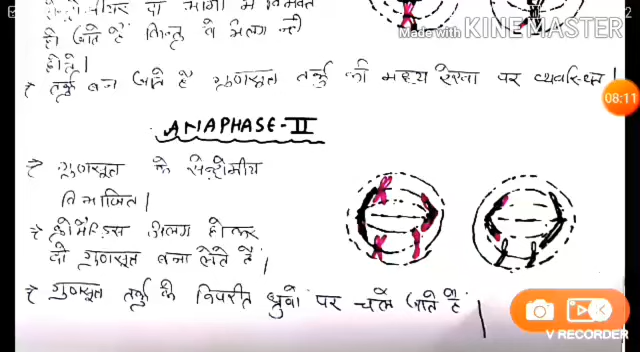 हो जाते है किन्तु वे अलग नही
Made with KINEMASTER
होते।
→ तर्कु बन जाते है गुणसूत्र तर्कु की मध्य रेखा पर व्यवस्थित।
08:11
ANAPHASE-II
→ गुणसूत्र के सेन्ट्रोमीयर
विभाजित।
→ क्रोमैटिड्स अलग होकर
दो गुणसूत्र बना लेते है।
→ गुणसूत्र तर्कु के विपरीत ध्रुवो पर चले जाते है।
V RECORDER